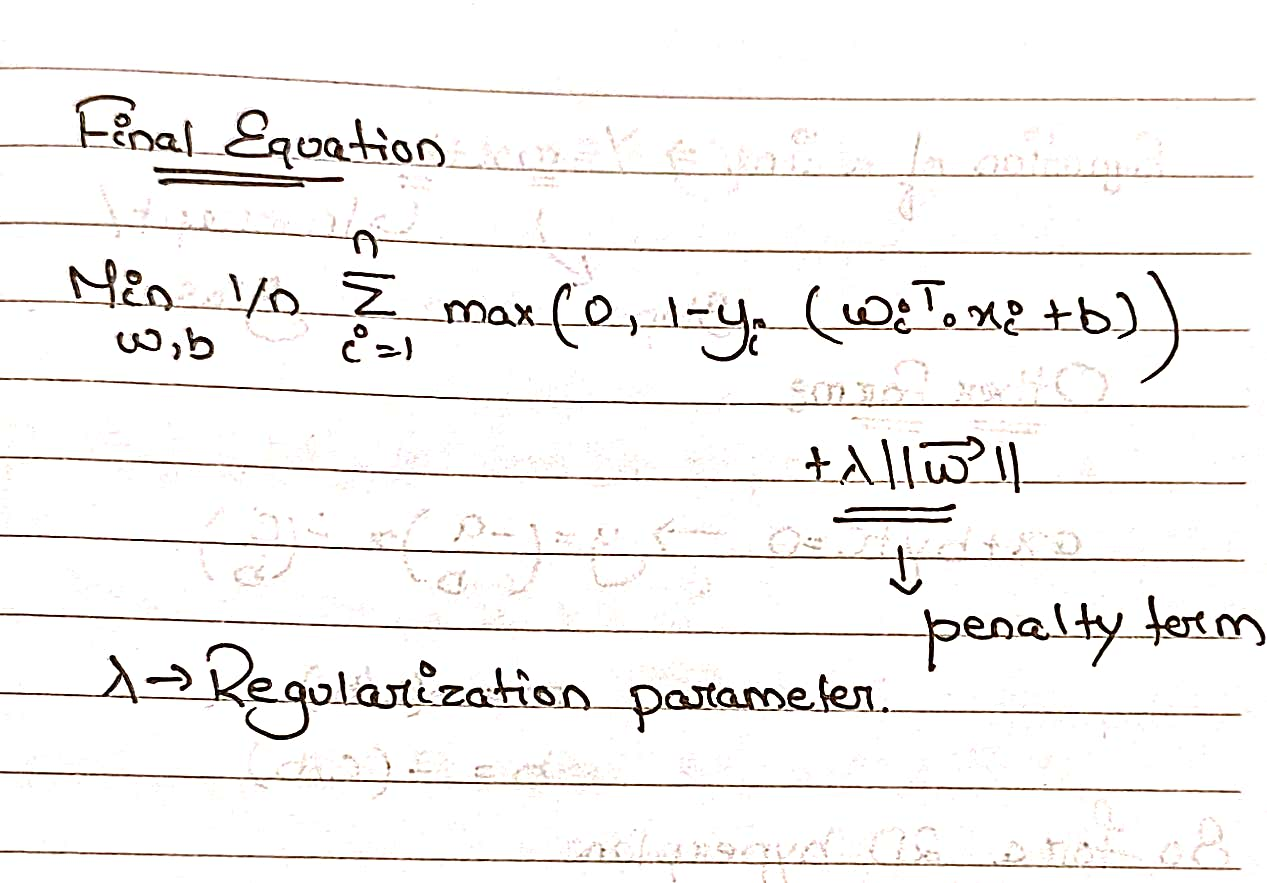 Final Equation
Min 1/n Σ max (0, 1-yᵢ (wᵢᵀ. xᵢ + b))
w,b i=1 n
+ λ||w⃗||
↓
penalty term
λ → Regularization parameter.